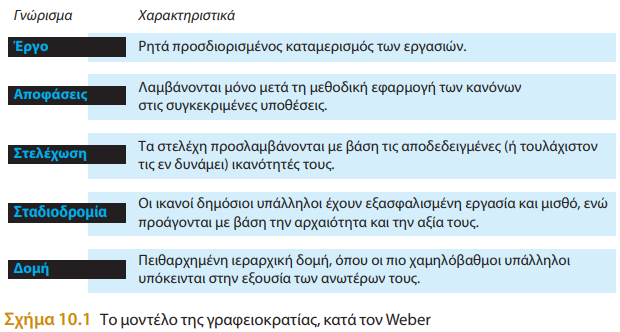 Γνώρισμα Χαρακτηριστικά
Έργο Ρητά προσδιορισμένος καταμερισμός των εργασιών.
Αποφάσεις Λαμβάνονται μόνο μετά τη μεθοδική εφαρμογή των κανόνων
στις συγκεκριμένες υποθέσεις.
Στελέχωση Τα στελέχη προσλαμβάνονται με βάση τις αποδεδειγμένες (ή τουλάχιστον
τις εν δυνάμει) ικανότητές τους.
Σταδιοδρομία Οι ικανοί δημόσιοι υπάλληλοι έχουν εξασφαλισμένη εργασία και μισθό, ενώ
προάγονται με βάση την αρχαιότητα και την αξία τους.
Δομή Πειθαρχημένη ιεραρχική δομή, όπου οι πιο χαμηλόβαθμοι υπάλληλοι
υπόκεινται στην εξουσία των ανωτέρων τους.
Σχήμα 10.1 Το μοντέλο της γραφειοκρατίας, κατά τον Weber